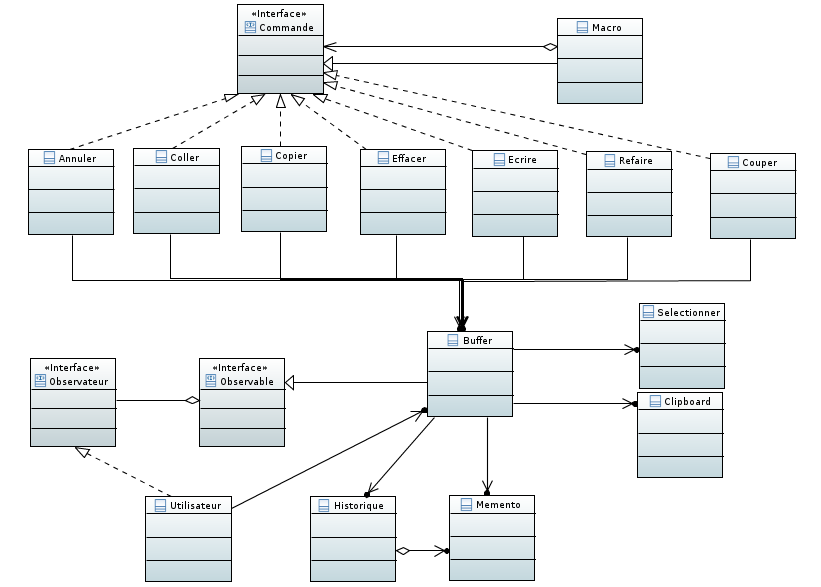 «Interface»
Commande
Macro
Annuler
Coller
Copier
Effacer
Ecrire
Refaire
Couper
Selectionner
Buffer
«Interface»
Observateur
«Interface»
Observable
Clipboard
Utilisateur
Historique
Memento